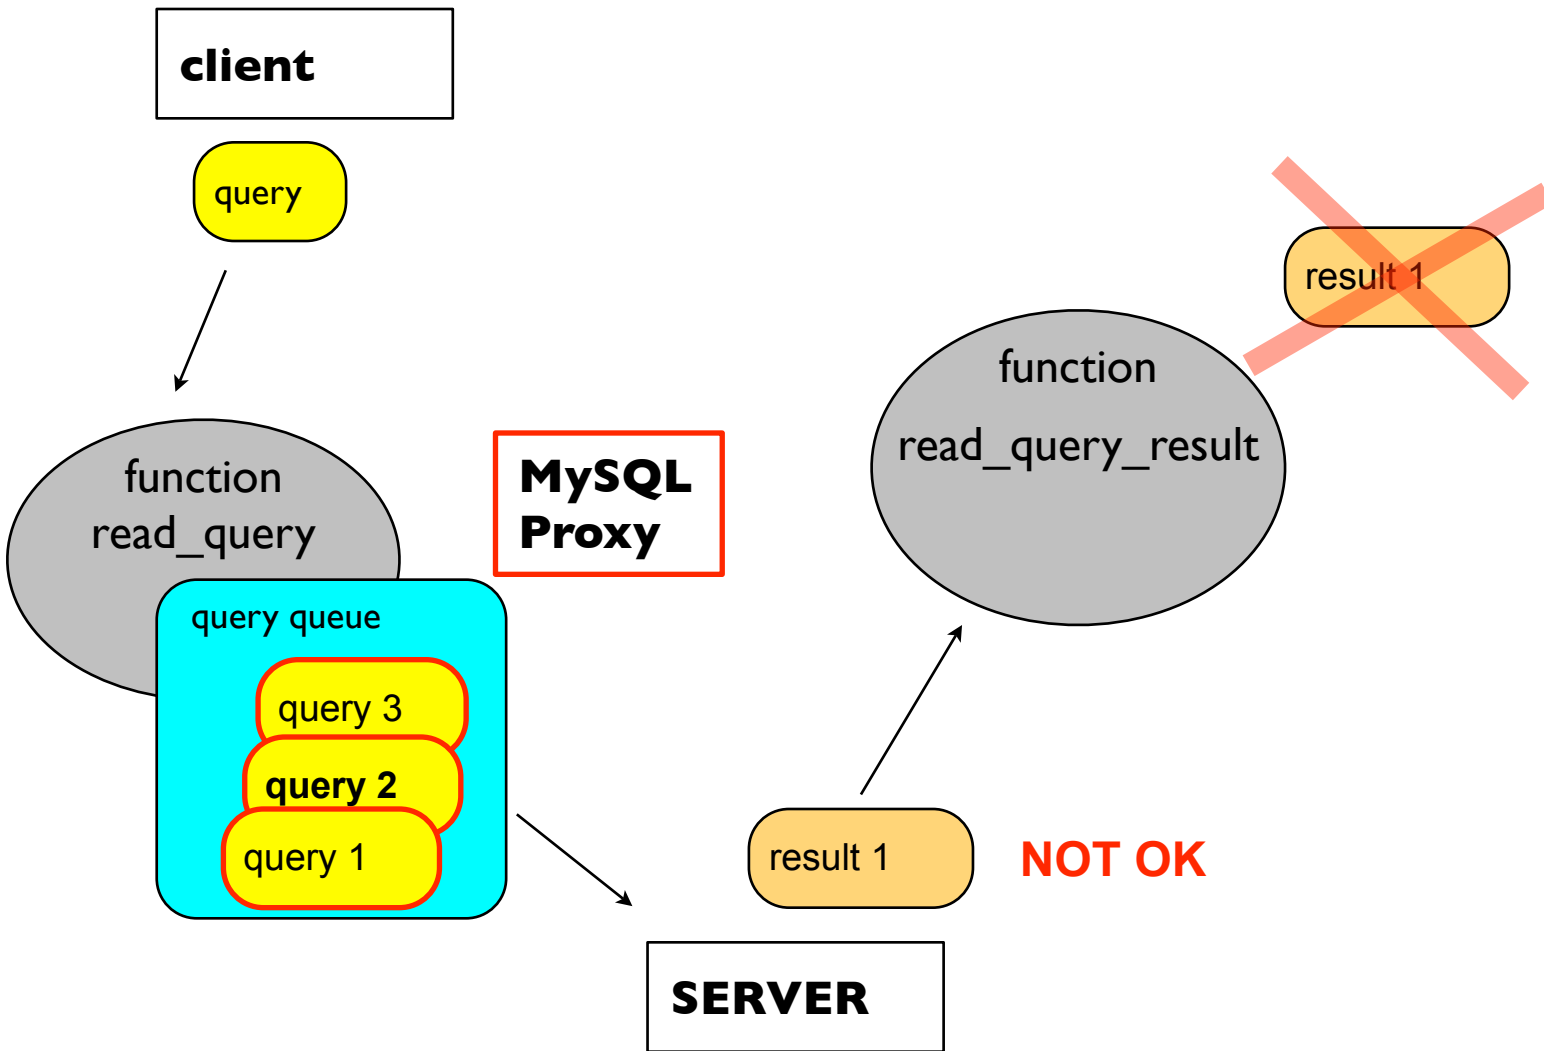 client
query
function
read_query
MySQL
Proxy
query queue
query 3
query 2
query 1
result 1
NOT OK
SERVER
function
read_query_result
result 1